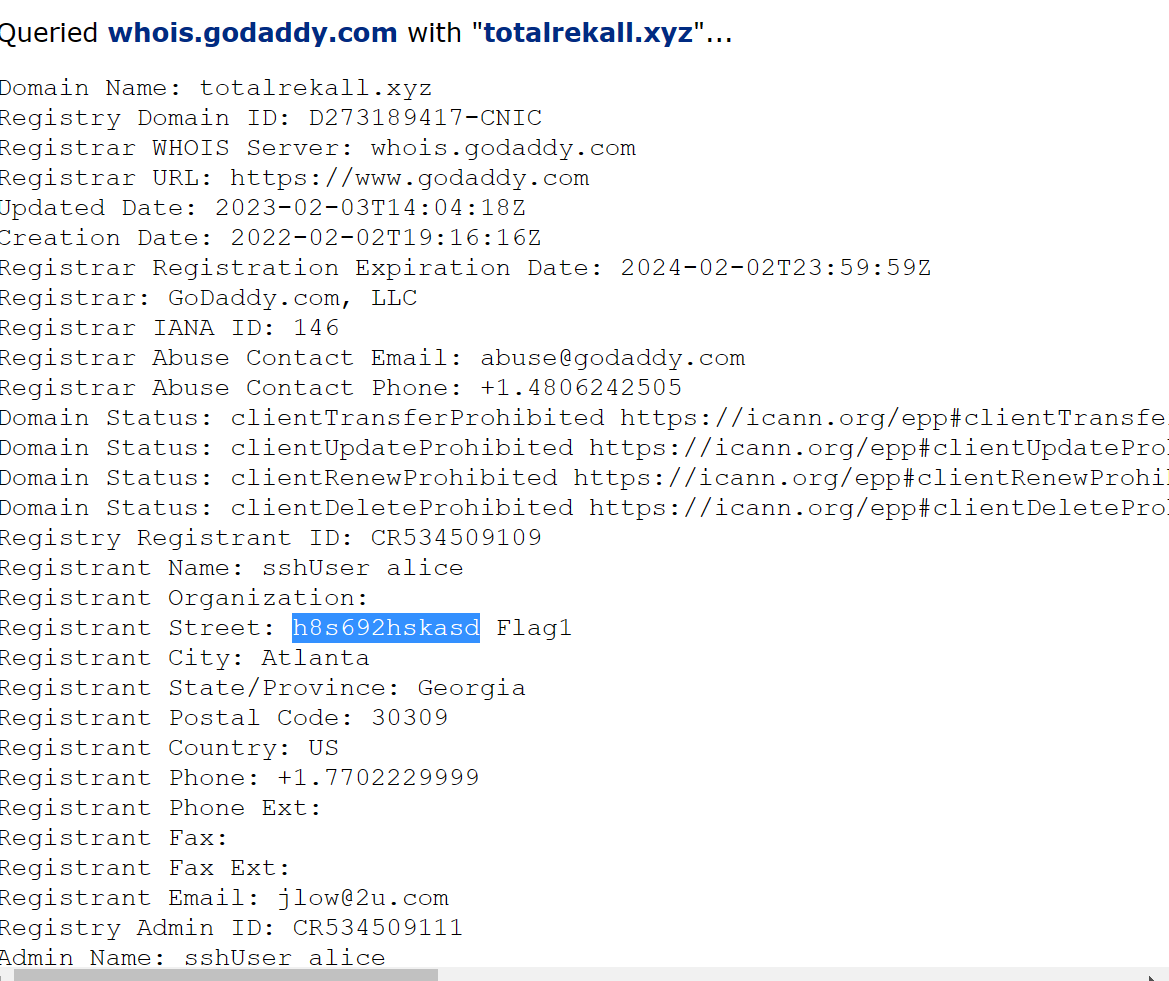 Queried whois.godaddy.com with "totalrekall.xyz"...
Domain Name: totalrekall.xyz
Registry Domain ID: D273189417-CNIC
Registrar WHOIS Server: whois.godaddy.com
Registrar URL: https://www.godaddy.com
Updated Date: 2023-02-03T14:04:18Z
Creation Date: 2022-02-02T19:16:16Z
Registrar Registration Expiration Date: 2024-02-02T23:59:59Z
Registrar: GoDaddy.com, LLC
Registrar IANA ID: 146
Registrar Abuse Contact Email: abuse@godaddy.com
Registrar Abuse Contact Phone: +1.4806242505
Domain Status: clientTransferProhibited https://icann.org/epp#clientTransfe
Domain Status: clientUpdateProhibited https://icann.org/epp#clientUpdatePro
Domain Status: clientRenewProhibited https://icann.org/epp#clientRenewProhi
Domain Status: clientDeleteProhibited https://icann.org/epp#clientDeletePro
Registry Registrant ID: CR534509109
Registrant Name: sshUser alice
Registrant Organization:
Registrant Street: h8s692hskasd Flag1
Registrant City: Atlanta
Registrant State/Province: Georgia
Registrant Postal Code: 30309
Registrant Country: US
Registrant Phone: +1.7702229999
Registrant Phone Ext:
Registrant Fax:
Registrant Fax Ext:
Registrant Email: jlow@2u.com
Registry Admin ID: CR534509111
Admin Name: sshUser alice